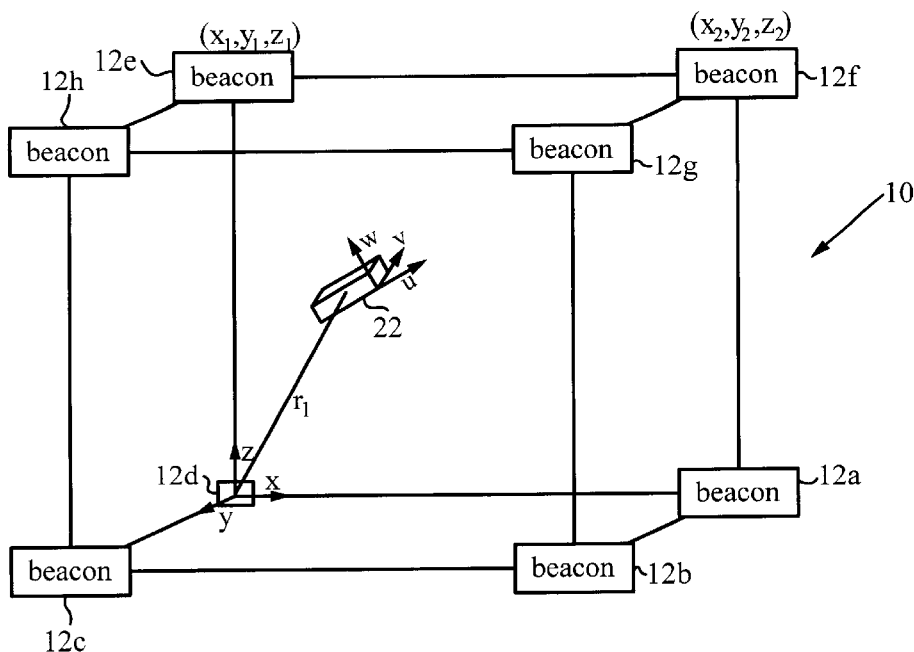 (x₁,y₁,z₁)
(x₂,y₂,z₂)
12e
beacon
beacon
12f
12h
beacon
beacon
12g
10
w
v
u
22
r₁
z
12d
x
y
beacon
12a
beacon
beacon
12b
12c